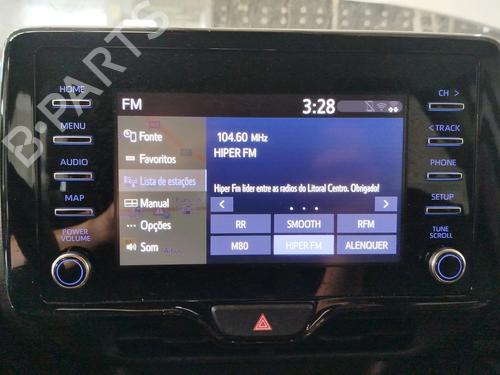 B-PARTS
HOME
MENU
AUDIO
MAP
POWER
VOLUME
FM
3:28
Fonte
Favoritos
Lista de estações
Manual
Opções
Som
104.60 MHz
HIPER FM
Hiper Fm lider entre as radios do Litoral Centro. Obrigado!
< • • • >
RR SMOOTH RFM
M80 HIPER FM ALENQUER
CH >
< TRACK
PHONE
SETUP
TUNE
SCROLL